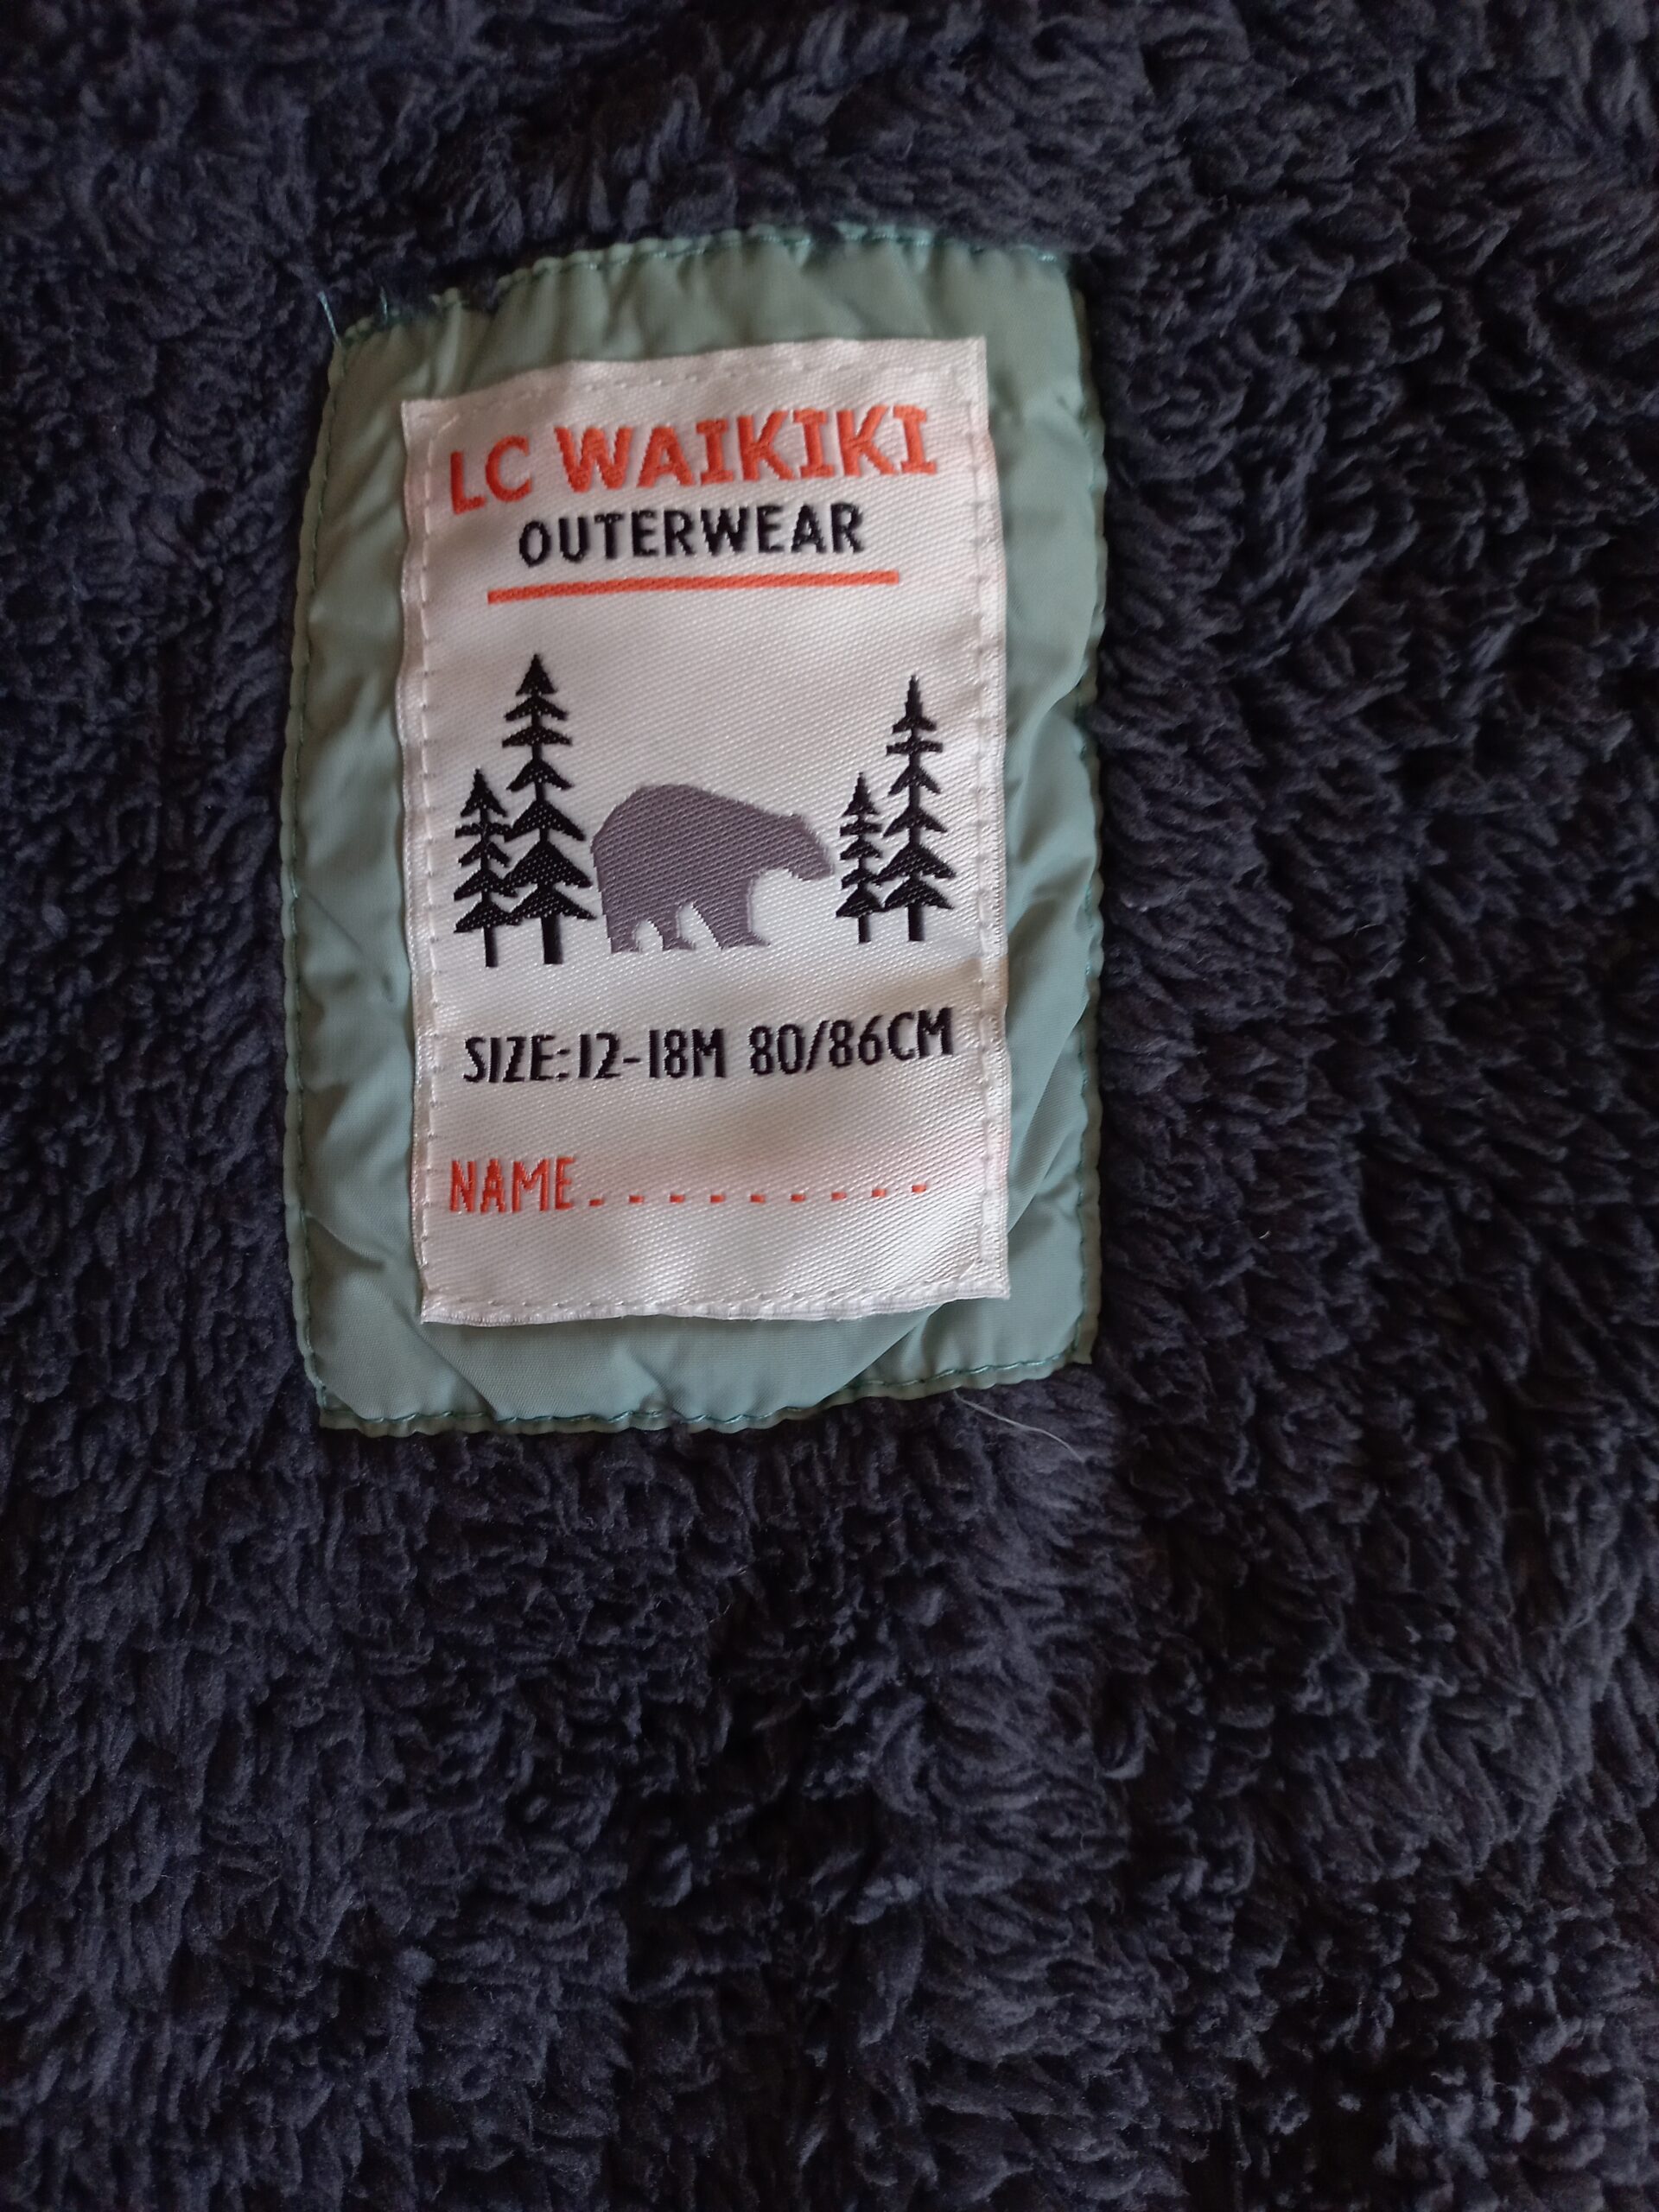 LC WAIKIKI
OUTERWEAR
SIZE:12-18M 80/86CM
NAME.........